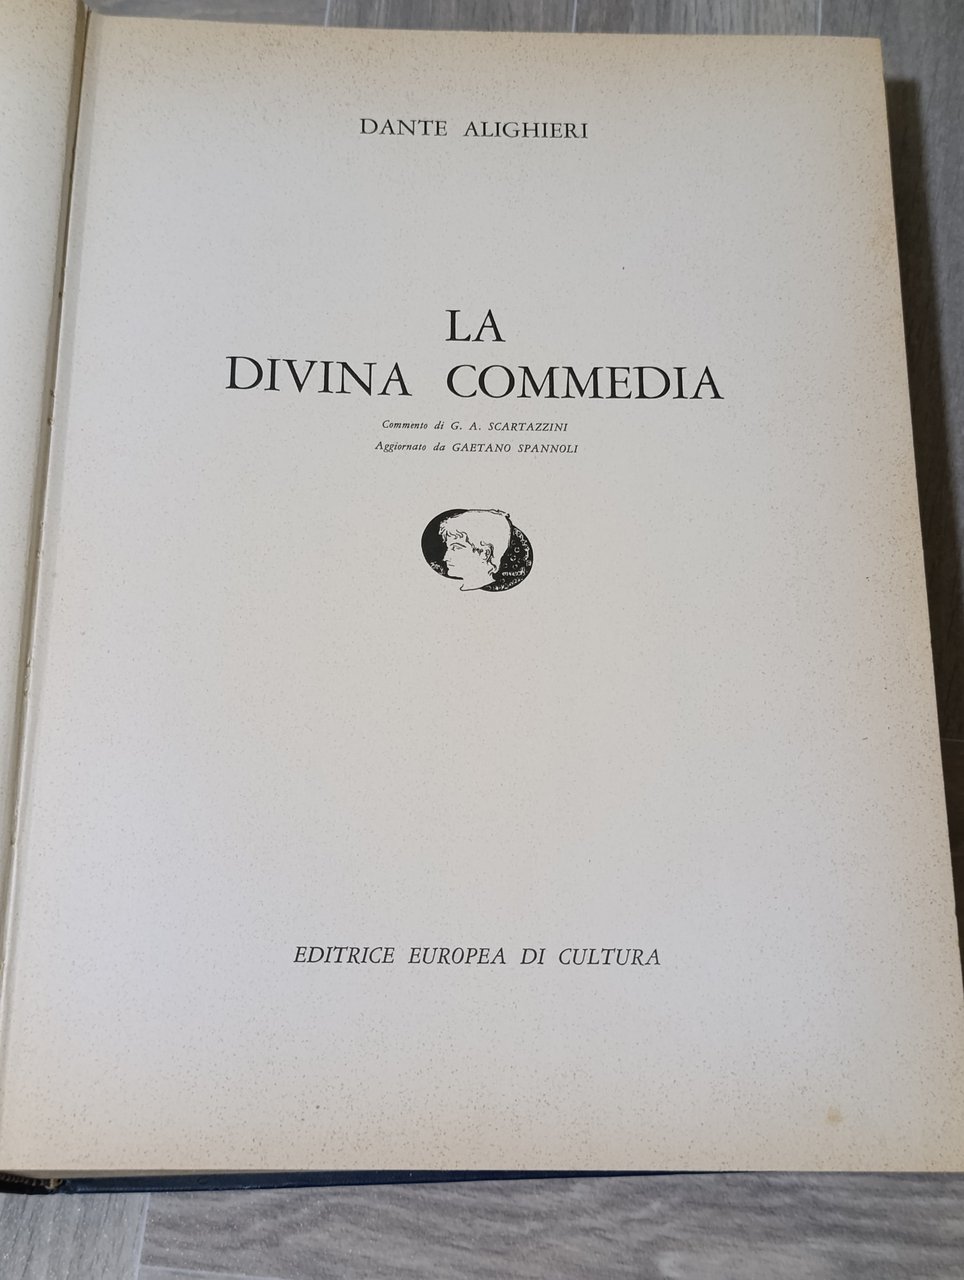 DANTE ALIGHIERI
LA
DIVINA COMMEDIA
Commento di G. A. SCARTAZZINI
Aggiornato da GAETANO SPANNOLI
EDITRICE EUROPEA DI CULTURA